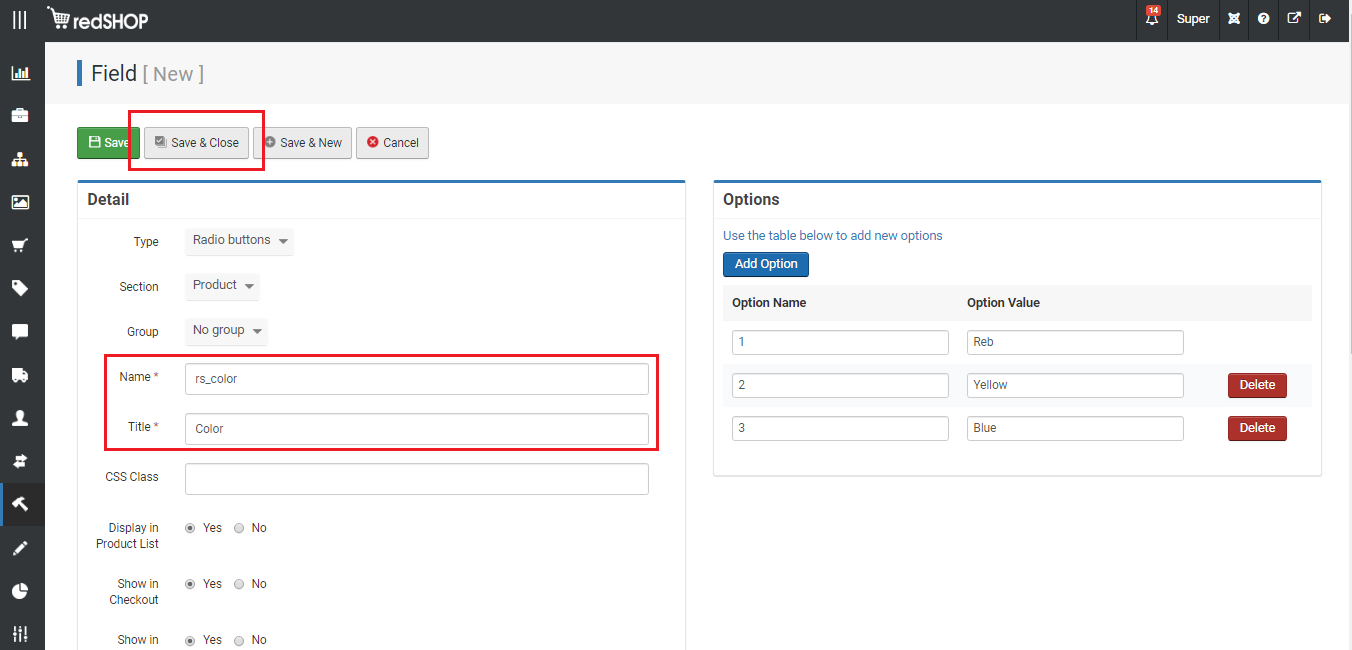 redSHOP
14
Super
Field [ New ]
Save
Save & Close
Save & New
Cancel
Detail
Type
Radio buttons
Section
Product
Group
No group
Name *
rs_color
Title *
Color
CSS Class
Display in
Product List
Yes
No
Show in
Checkout
Yes
No
Show in
Yes
No
Options
Use the table below to add new options
Add Option
Option Name
Option Value
1
Reb
2
Yellow
Delete
3
Blue
Delete